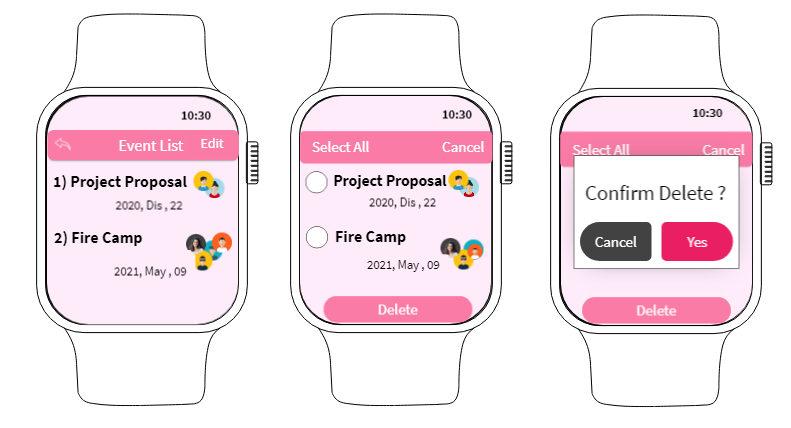 10:30
Event List
Edit
1) Project Proposal
2020, Dis , 22
2) Fire Camp
2021, May , 09
10:30
Select All
Cancel
Project Proposal
2020, Dis , 22
Fire Camp
2021, May , 09
Delete
10:30
Select All
Cancel
Confirm Delete ?
Cancel
Yes
Delete